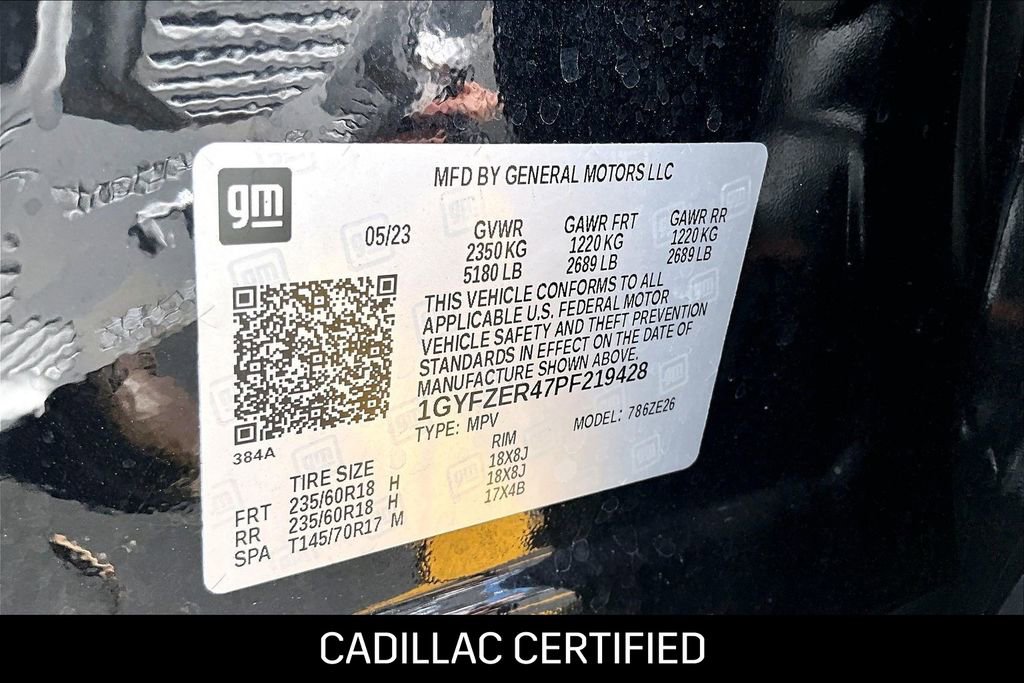 gm
MFD BY GENERAL MOTORS LLC
05/23
GVWR
2350 KG
5180 LB
GAWR FRT
1220 KG
2689 LB
GAWR RR
1220 KG
2689 LB
THIS VEHICLE CONFORMS TO ALL
APPLICABLE U.S. FEDERAL MOTOR
VEHICLE SAFETY AND THEFT PREVENTION
STANDARDS IN EFFECT ON THE DATE OF
MANUFACTURE SHOWN ABOVE.
1GYFZER47PF219428
TYPE: MPV MODEL: 786ZE26
384A
TIRE SIZE RIM
FRT 235/60R18 H 18X8J
RR 235/60R18 H 18X8J
SPA T145/70R17 M 17X4B
CADILLAC CERTIFIED